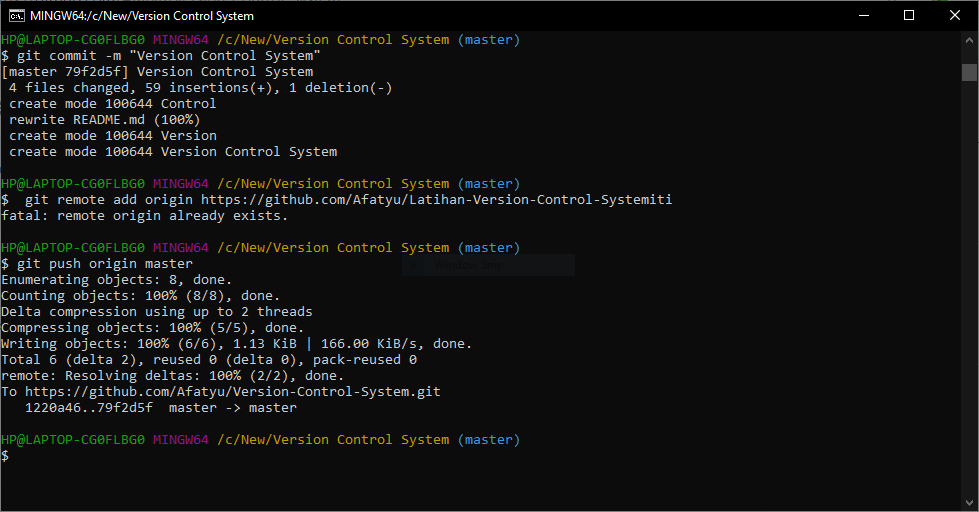 MINGW64:/c/New/Version Control System
HP@LAPTOP-CG0FLBG0 MINGW64 /c/New/Version Control System (master)
$ git commit -m "Version Control System"
[master 79f2d5f] Version Control System
 4 files changed, 59 insertions(+), 1 deletion(-)
 create mode 100644 Control
 rewrite README.md (100%)
 create mode 100644 Version
 create mode 100644 Version Control System
HP@LAPTOP-CG0FLBG0 MINGW64 /c/New/Version Control System (master)
$  git remote add origin https://github.com/Afatyu/Latihan-Version-Control-Systemiti
fatal: remote origin already exists.
HP@LAPTOP-CG0FLBG0 MINGW64 /c/New/Version Control System (master)
$ git push origin master
Enumerating objects: 8, done.
Counting objects: 100% (8/8), done.
Delta compression using up to 2 threads
Compressing objects: 100% (5/5), done.
Writing objects: 100% (6/6), 1.13 KiB | 166.00 KiB/s, done.
Total 6 (delta 2), reused 0 (delta 0), pack-reused 0
remote: Resolving deltas: 100% (2/2), done.
To https://github.com/Afatyu/Version-Control-System.git
   1220a46..79f2d5f  master -> master
HP@LAPTOP-CG0FLBG0 MINGW64 /c/New/Version Control System (master)
$